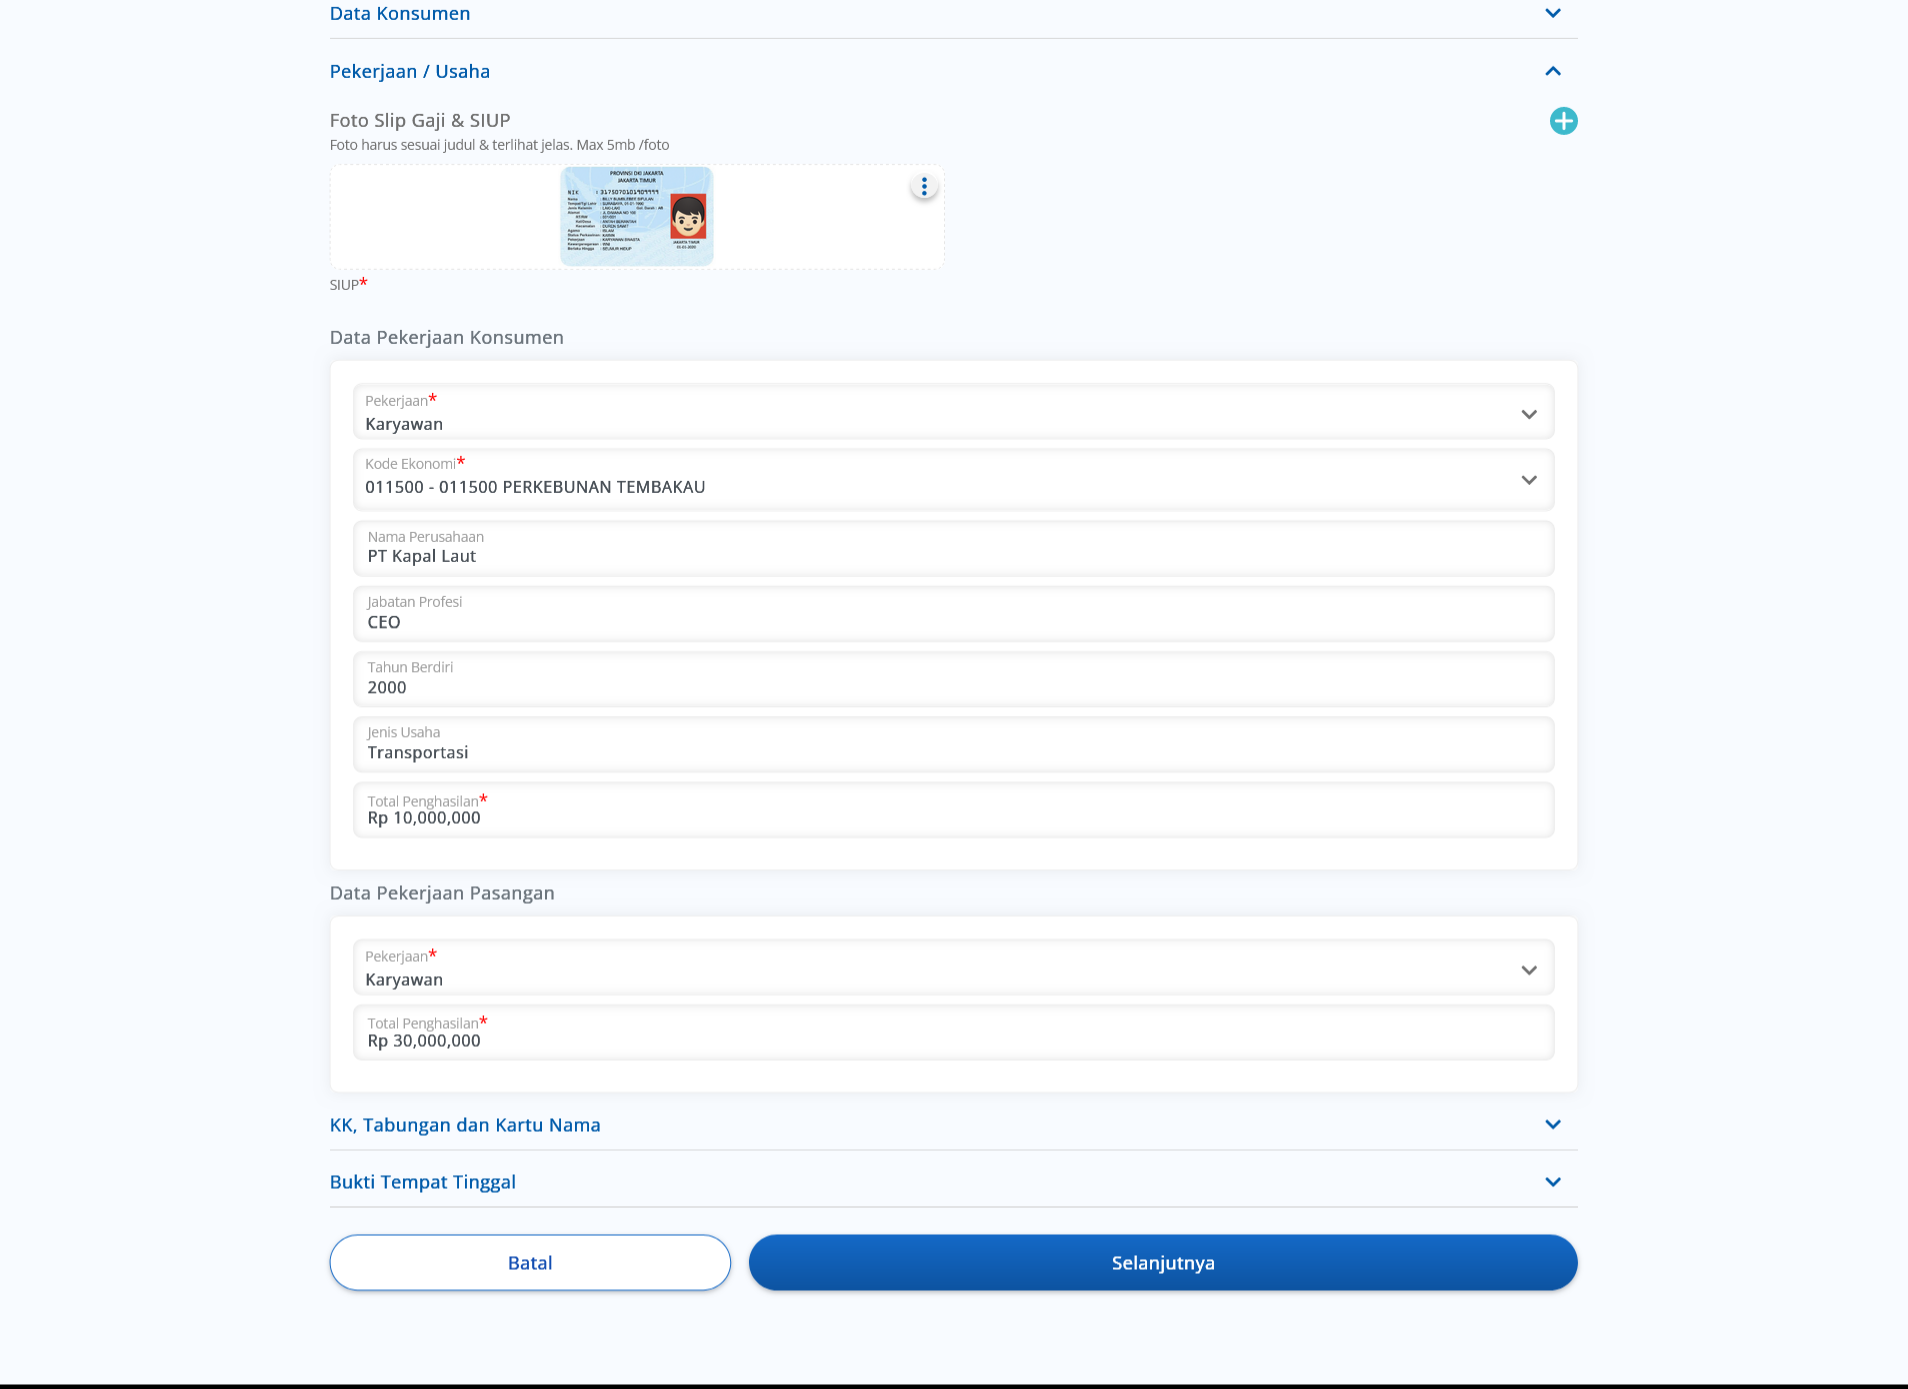 Data Konsumen
Pekerjaan / Usaha
Foto Slip Gaji & SIUP
Foto harus sesuai judul & terlihat jelas. Max 5mb /foto
PROVINSI DKI JAKARTA
JAKARTA TIMUR
NIK : 3175070101909999
SIUP*
Data Pekerjaan Konsumen
Pekerjaan*
Karyawan
Kode Ekonomi*
011500 - 011500 PERKEBUNAN TEMBAKAU
Nama Perusahaan
PT Kapal Laut
Jabatan Profesi
CEO
Tahun Berdiri
2000
Jenis Usaha
Transportasi
Total Penghasilan*
Rp 10,000,000
Data Pekerjaan Pasangan
Pekerjaan*
Karyawan
Total Penghasilan*
Rp 30,000,000
KK, Tabungan dan Kartu Nama
Bukti Tempat Tinggal
Batal
Selanjutnya